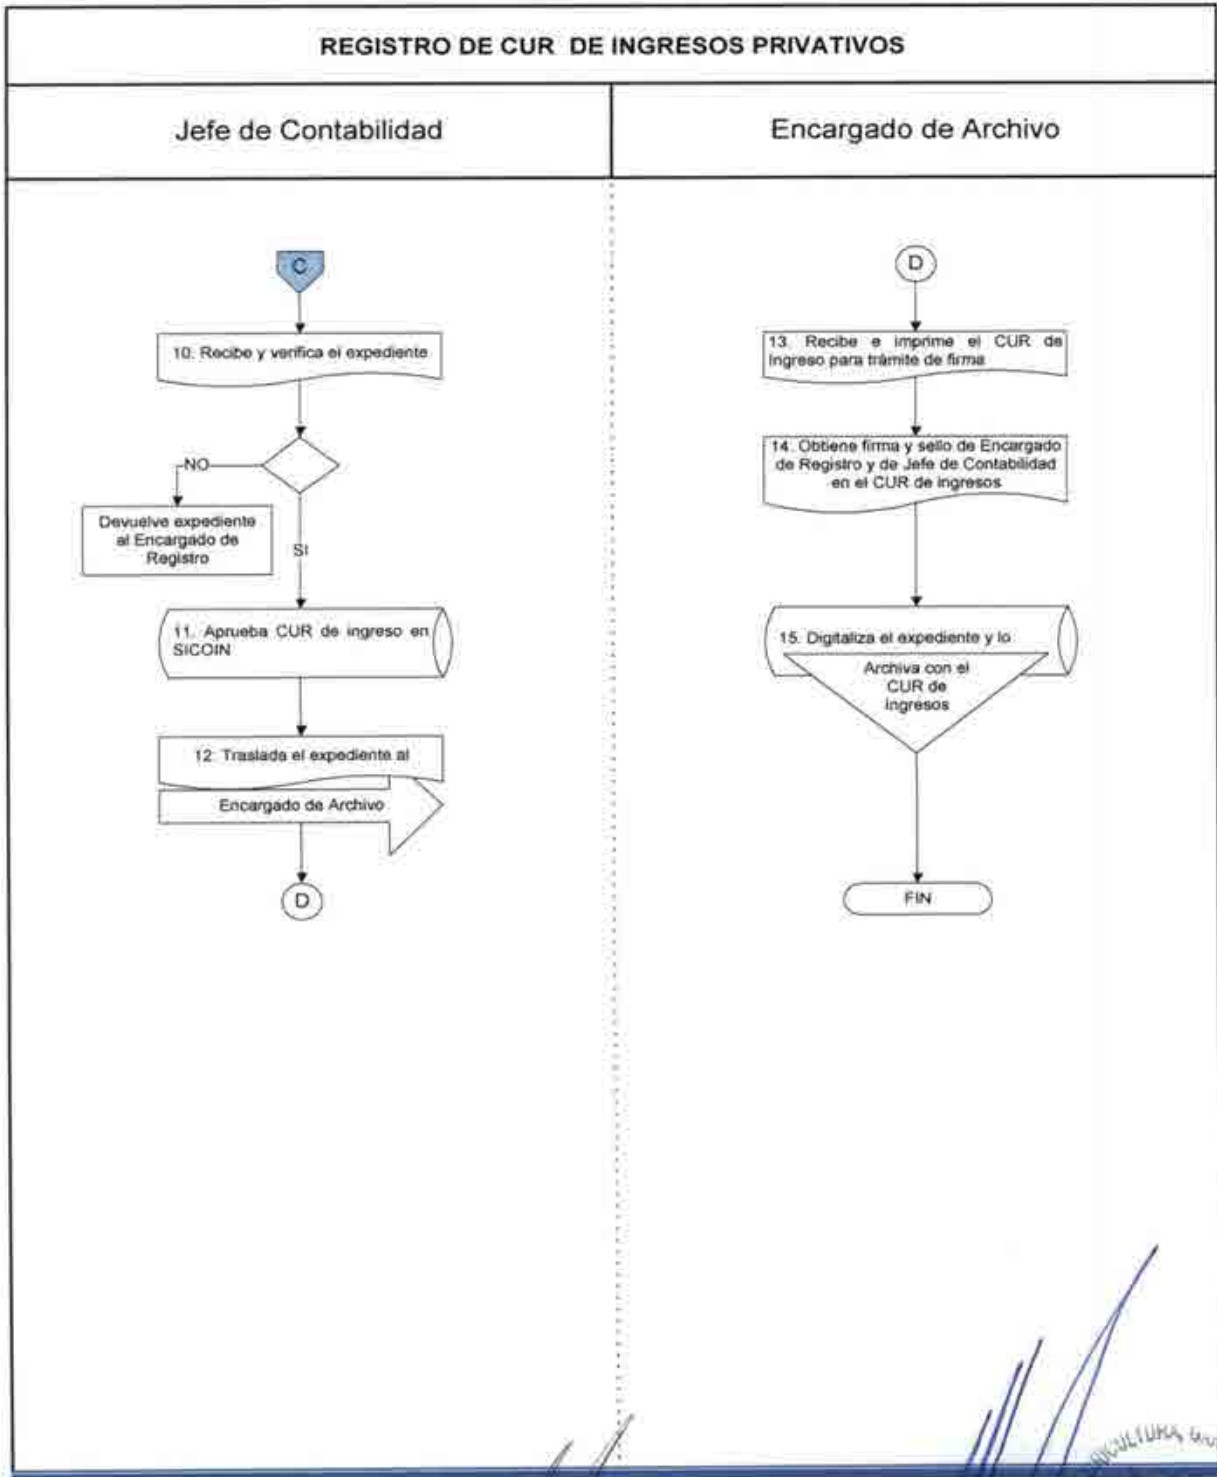 REGISTRO DE CUR DE INGRESOS PRIVATIVOS
Jefe de Contabilidad
Encargado de Archivo
C
10. Recibe y verifica el expediente
NO
Devuelve expediente
al Encargado de
Registro
SI
11. Aprueba CUR de ingreso en
SICOIN
12. Traslada el expediente al
Encargado de Archivo
D
D
13. Recibe e imprime el CUR de
Ingreso para trámite de firma
14. Obtiene firma y sello de Encargado
de Registro y de Jefe de Contabilidad
en el CUR de ingresos
15. Digitaliza el expediente y lo
Archiva con el
CUR de
ingresos
FIN